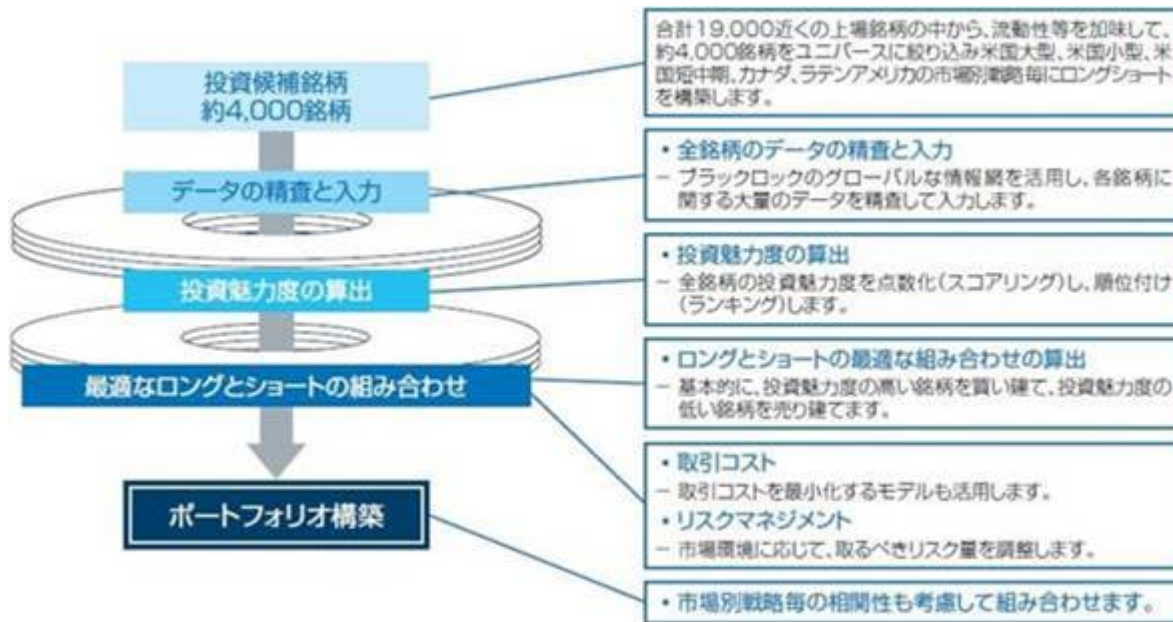 投資候補銘柄
約4,000銘柄
データの精査と入力
投資魅力度の算出
最適なロングとショートの組み合わせ
ポートフォリオ構築
合計19,000近くの上場銘柄の中から、流動性等を加味して、
約4,000銘柄をユニバースに絞り込み米国大型、米国小型、米
国短中期、カナダ、ラテンアメリカの市場別戦略毎にロングショート
を構築します。
・全銘柄のデータの精査と入力
− ブラックロックのグローバルな情報網を活用し、各銘柄に
関する大量のデータを精査して入力します。
・投資魅力度の算出
− 全銘柄の投資魅力度を点数化(スコアリング)し、順位付け
(ランキング)します。
・ロングとショートの最適な組み合わせの算出
− 基本的に、投資魅力度の高い銘柄を買い建て、投資魅力度の
低い銘柄を売り建てます。
・取引コスト
− 取引コストを最小化するモデルも活用します。
・リスクマネジメント
− 市場環境に応じて、取るべきリスク量を調整します。
・市場別戦略毎の相関性も考慮して組み合わせます。